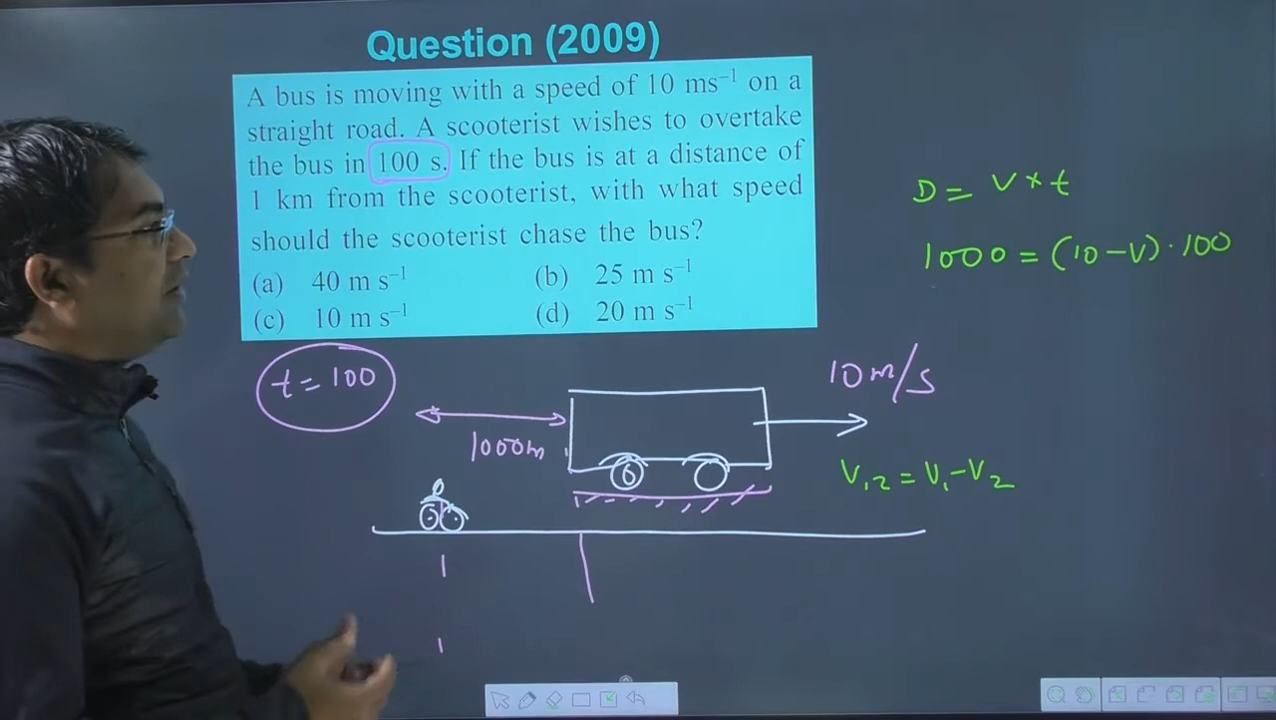 Question (2009)
A bus is moving with a speed of 10 ms⁻¹ on a
straight road. A scooterist wishes to overtake
the bus in 100 s. If the bus is at a distance of
1 km from the scooterist, with what speed
should the scooterist chase the bus?
(a) 40 m s⁻¹ (b) 25 m s⁻¹
(c) 10 m s⁻¹ (d) 20 m s⁻¹
D = V × t
1000 = (10 - V) · 100
t = 100
10 m/s
1000m
V₁₂ = V₁ - V₂